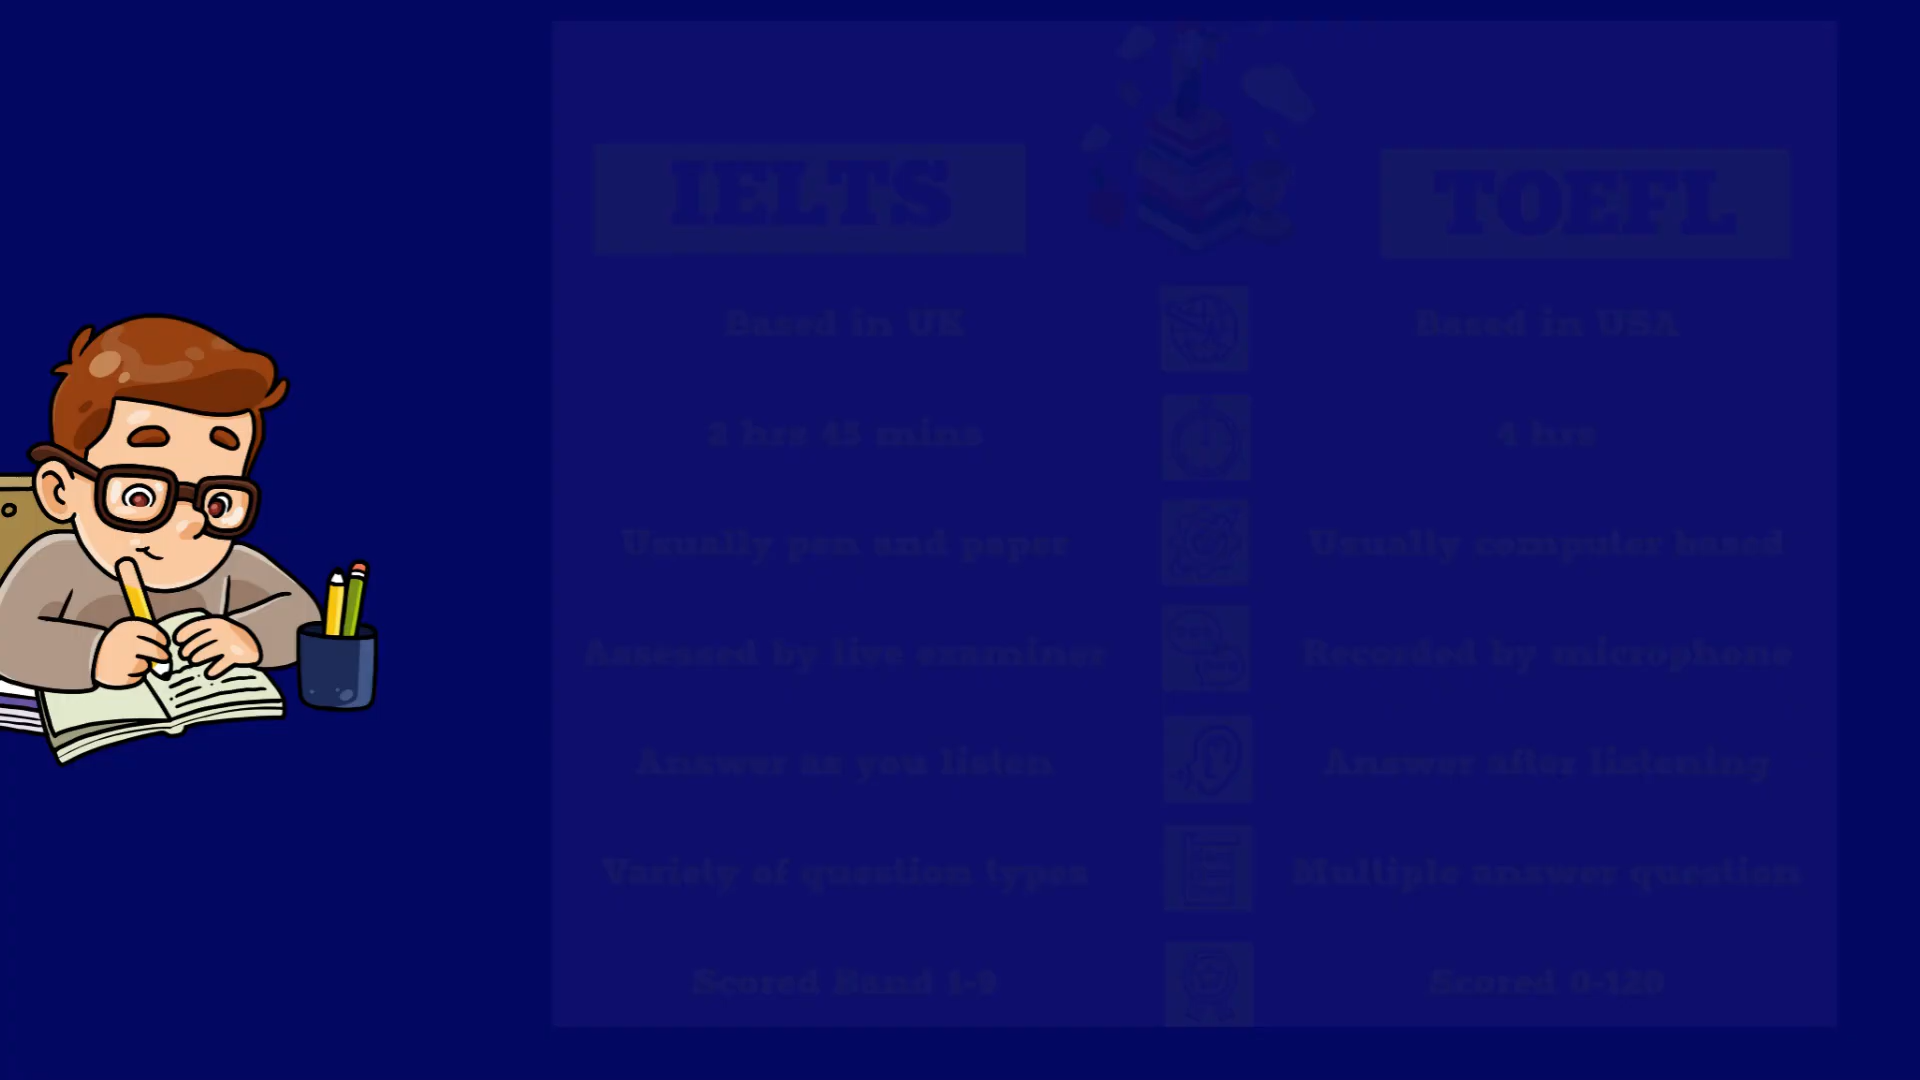 IELTS
TOEFL
Based in UK
Based in USA
2 hrs 45 mins
4 hrs
Usually pen and paper
Usually computer based
Assessed by live examiner
Recorded by microphone
Answer as you listen
Answer after listening
Variety of question types
Multiple answer question
Scored Band 1-9
Scored 0-120